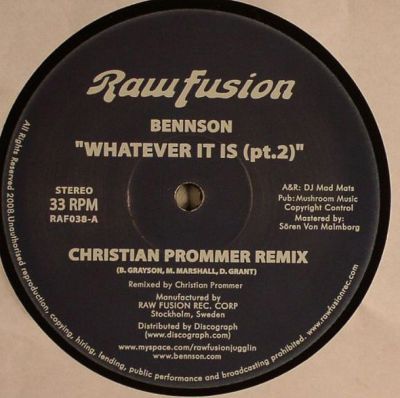 Raw Fusion
BENNSON
"WHATEVER IT IS (pt.2)"
STEREO
33 RPM
RAF038-A
A&R: DJ Mad Mats
Pub: Mushroom Music
Copyright Control
Mastered by:
Sören Von Malmborg
CHRISTIAN PROMMER REMIX
(B. GRAYSON, M. MARSHALL, D. GRANT)
Remixed by Christian Prommer
Manufactured by
RAW FUSION REC. CORP
Stockholm, Sweden
Distributed by Discograph
(www.discograph.com)
www.myspace.com/rawfusionjugglin
www.bennson.com
All Rights Reserved 2008. Unauthorised reproduction, copying, hiring, lending, public performance and broadcasting prohibited. www.rawfusionrec.com